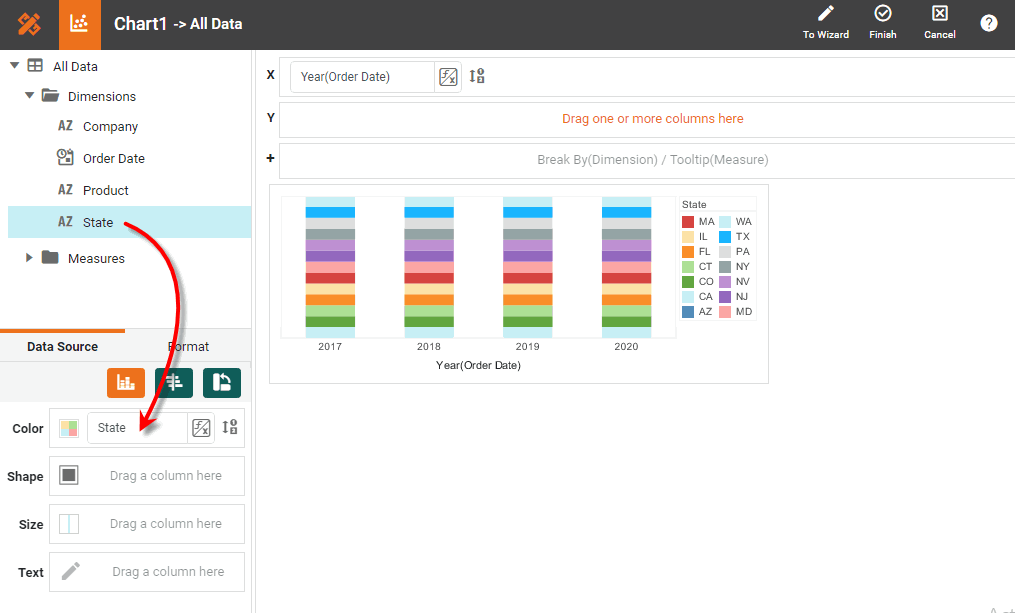 Chart1 -> All Data
To Wizard
Finish
Cancel
?
All Data
Dimensions
AZ Company
Order Date
AZ Product
AZ State
Measures
Data Source
Format
Color
State
Shape
Drag a column here
Size
Drag a column here
Text
Drag a column here
X
Year(Order Date)
Y
Drag one or more columns here
+
Break By(Dimension) / Tooltip(Measure)
State
MA WA
IL TX
FL PA
CT NY
CO NV
CA NJ
AZ MD
2017 2018 2019 2020
Year(Order Date)